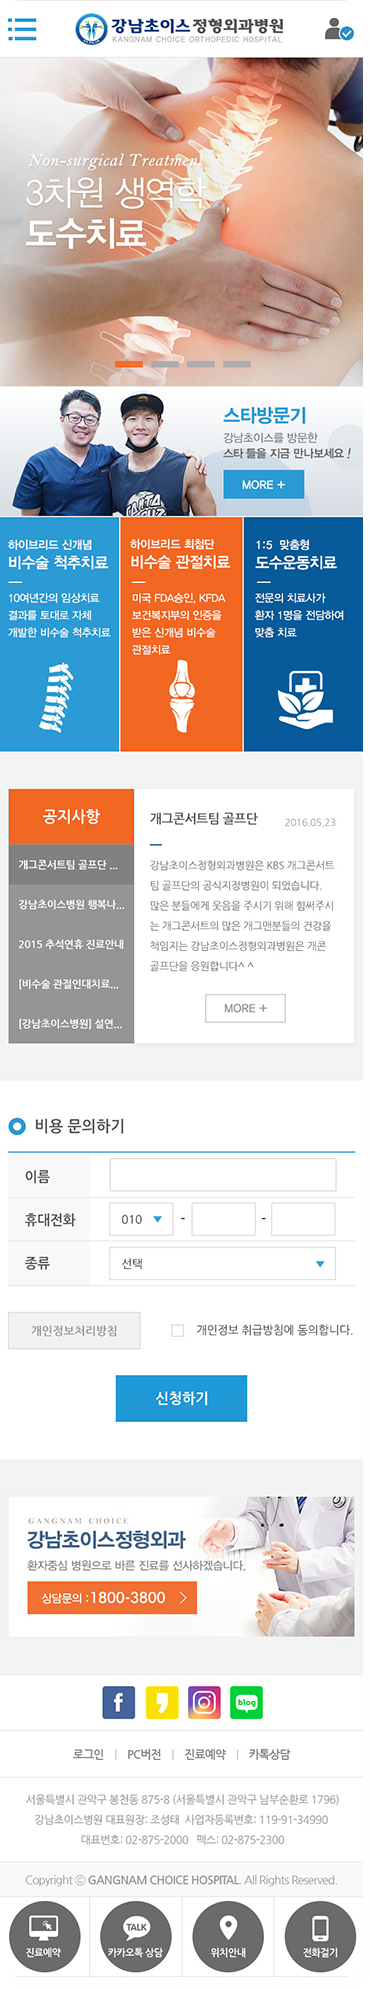 강남초이스정형외과병원
KANGNAM CHOICE ORTHOPEDIC HOSPITAL
Non-surgical Treatment
3차원 생역학
도수치료
스타방문기
강남초이스를 방문한
스타 들을 지금 만나보세요 !
MORE +
하이브리드 신개념
비수술 척추치료
10여년간의 임상치료
결과를 토대로 자체
개발한 비수술 척추치료
하이브리드 최첨단
비수술 관절치료
미국 FDA승인, KFDA
보건복지부의 인증을
받은 신개념 비수술
관절치료
1:5 맞춤형
도수운동치료
전문의 치료사가
환자 1명을 전담하여
맞춤 치료
공지사항
개그콘서트팀 골프단 ...
강남초이스병원 행복나...
2015 추석연휴 진료안내
[비수술 관절인대치료...
[강남초이스병원] 설연...
개그콘서트팀 골프단
2016.05.23
강남초이스정형외과병원은 KBS 개그콘서트
팀 골프단의 공식지정병원이 되었습니다.
많은 분들에게 웃음을 주시기 위해 힘써주시
는 개그콘서트의 많은 개그맨분들의 건강을
책임지는 강남초이스정형외과병원은 개콘
골프단을 응원합니다^ ^
MORE +
비용 문의하기
이름
휴대전화
010
-
-
종류
선택
개인정보처리방침
개인정보 취급방침에 동의합니다.
신청하기
GANGNAM CHOICE
강남초이스정형외과
환자중심 병원으로 바른 진료를 선사하겠습니다.
상담문의 : 1800-3800
f
blog
로그인 | PC버전 | 진료예약 | 카톡상담
서울특별시 관악구 봉천동 875-8 (서울특별시 관악구 남부순환로 1796)
강남초이스병원 대표원장: 조성태 사업자등록번호: 119-91-34990
대표번호: 02-875-2000 팩스: 02-875-2300
Copyright ⓒ GANGNAM CHOICE HOSPITAL. All Rights Reserved.
진료예약
TALK
카카오톡 상담
위치안내
전화걸기